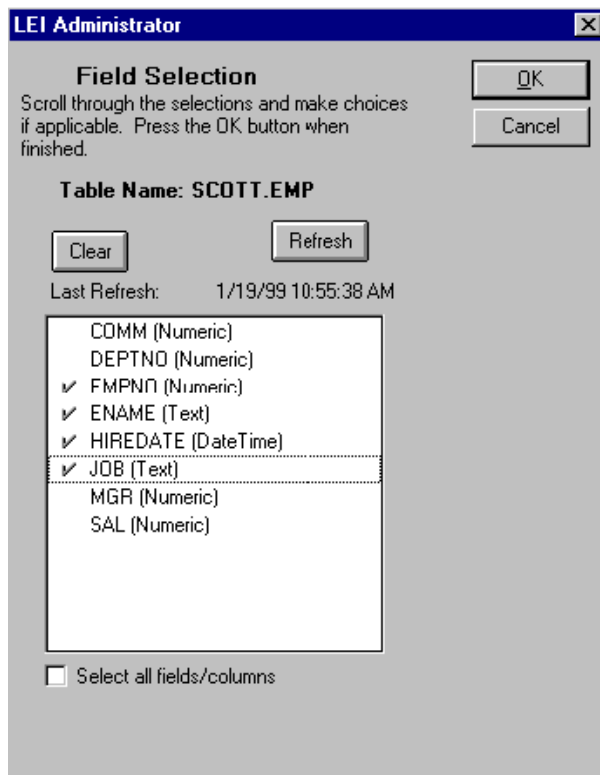 LEI Administrator
Field Selection
OK
Scroll through the selections and make choices
if applicable. Press the OK button when
finished.
Cancel
Table Name: SCOTT.EMP
Clear
Refresh
Last Refresh: 1/19/99 10:55:38 AM
COMM (Numeric)
DEPTNO (Numeric)
EMPNO (Numeric)
ENAME (Text)
HIREDATE (DateTime)
JOB (Text)
MGR (Numeric)
SAL (Numeric)
Select all fields/columns